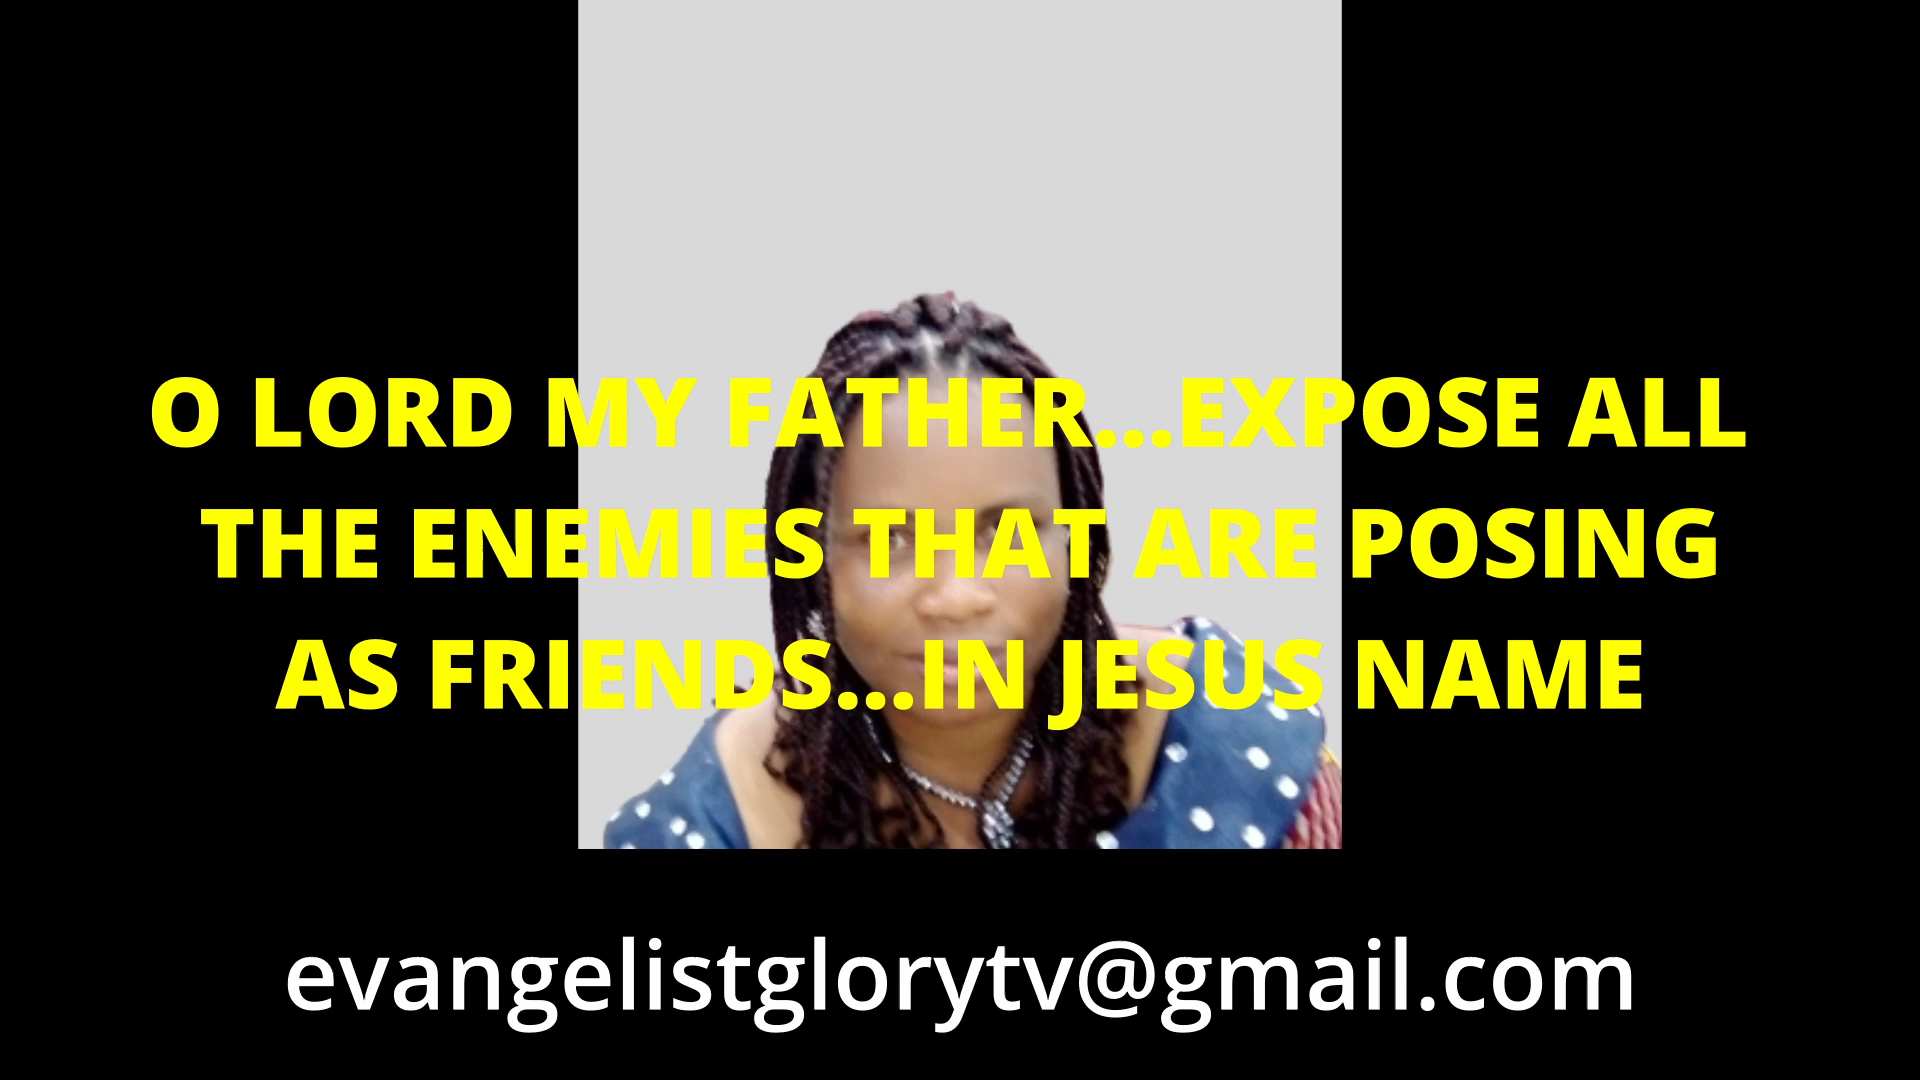 O LORD MY FATHER...EXPOSE ALL
THE ENEMIES THAT ARE POSING
AS FRIENDS...IN JESUS NAME
evangelistglorytv@gmail.com